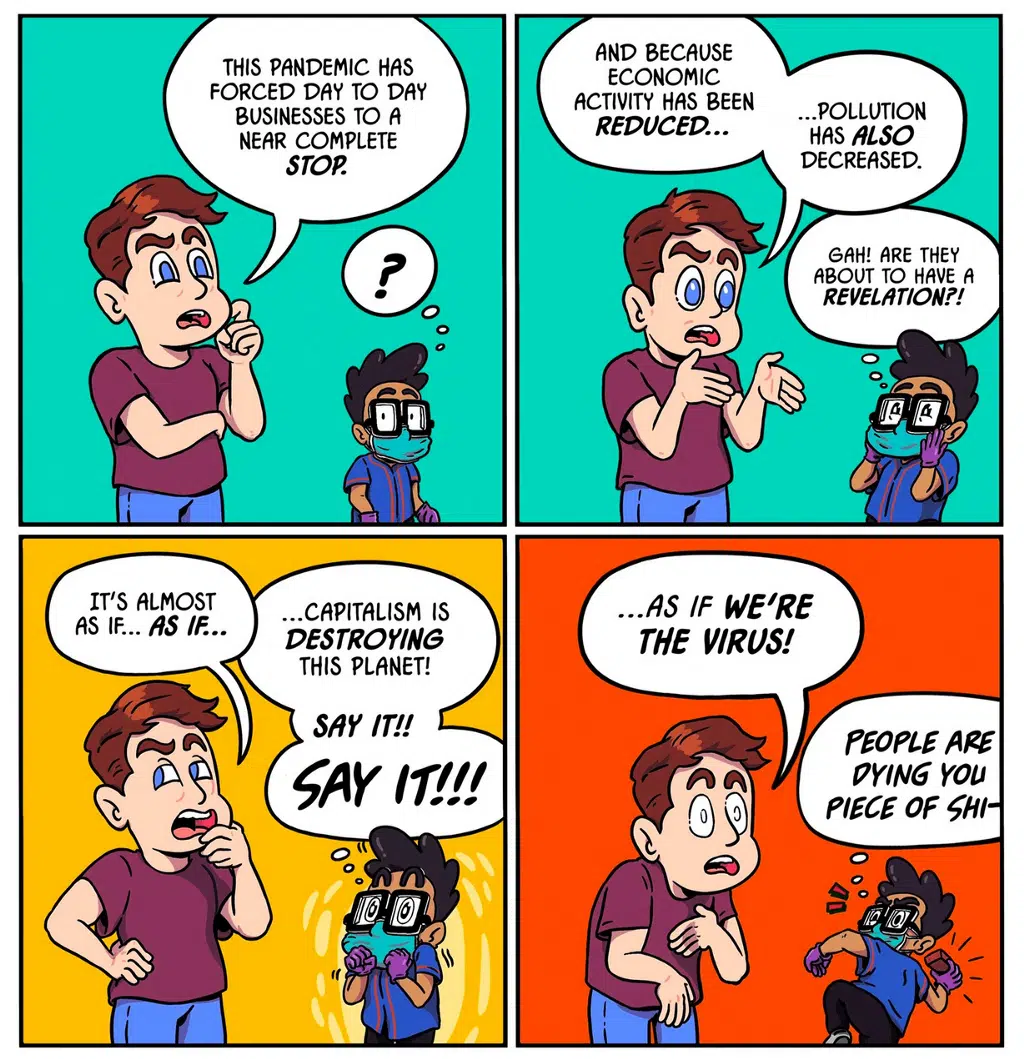 THIS PANDEMIC HAS
FORCED DAY TO DAY
BUSINESSES TO A
NEAR COMPLETE
STOP.
?
AND BECAUSE
ECONOMIC
ACTIVITY HAS BEEN
REDUCED...
...POLLUTION
HAS ALSO
DECREASED.
GAH! ARE THEY
ABOUT TO HAVE A
REVELATION?!
IT'S ALMOST
AS IF... AS IF...
...CAPITALISM IS
DESTROYING
THIS PLANET!
SAY IT!!
SAY IT!!!
...AS IF WE'RE
THE VIRUS!
PEOPLE ARE
DYING YOU
PIECE OF SHI-